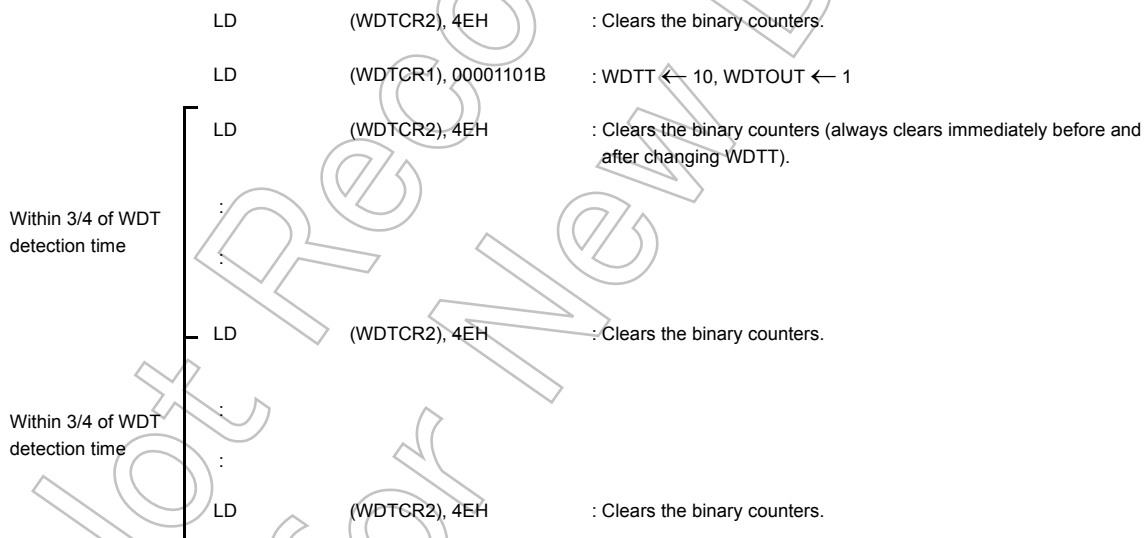 LD (WDTCR2), 4EH : Clears the binary counters.
LD (WDTCR1), 00001101B : WDTT ← 10, WDTOUT ← 1
LD (WDTCR2), 4EH : Clears the binary counters (always clears immediately before and
after changing WDTT).
:
Within 3/4 of WDT
detection time
:
LD (WDTCR2), 4EH : Clears the binary counters.
:
Within 3/4 of WDT
detection time
:
LD (WDTCR2), 4EH : Clears the binary counters.